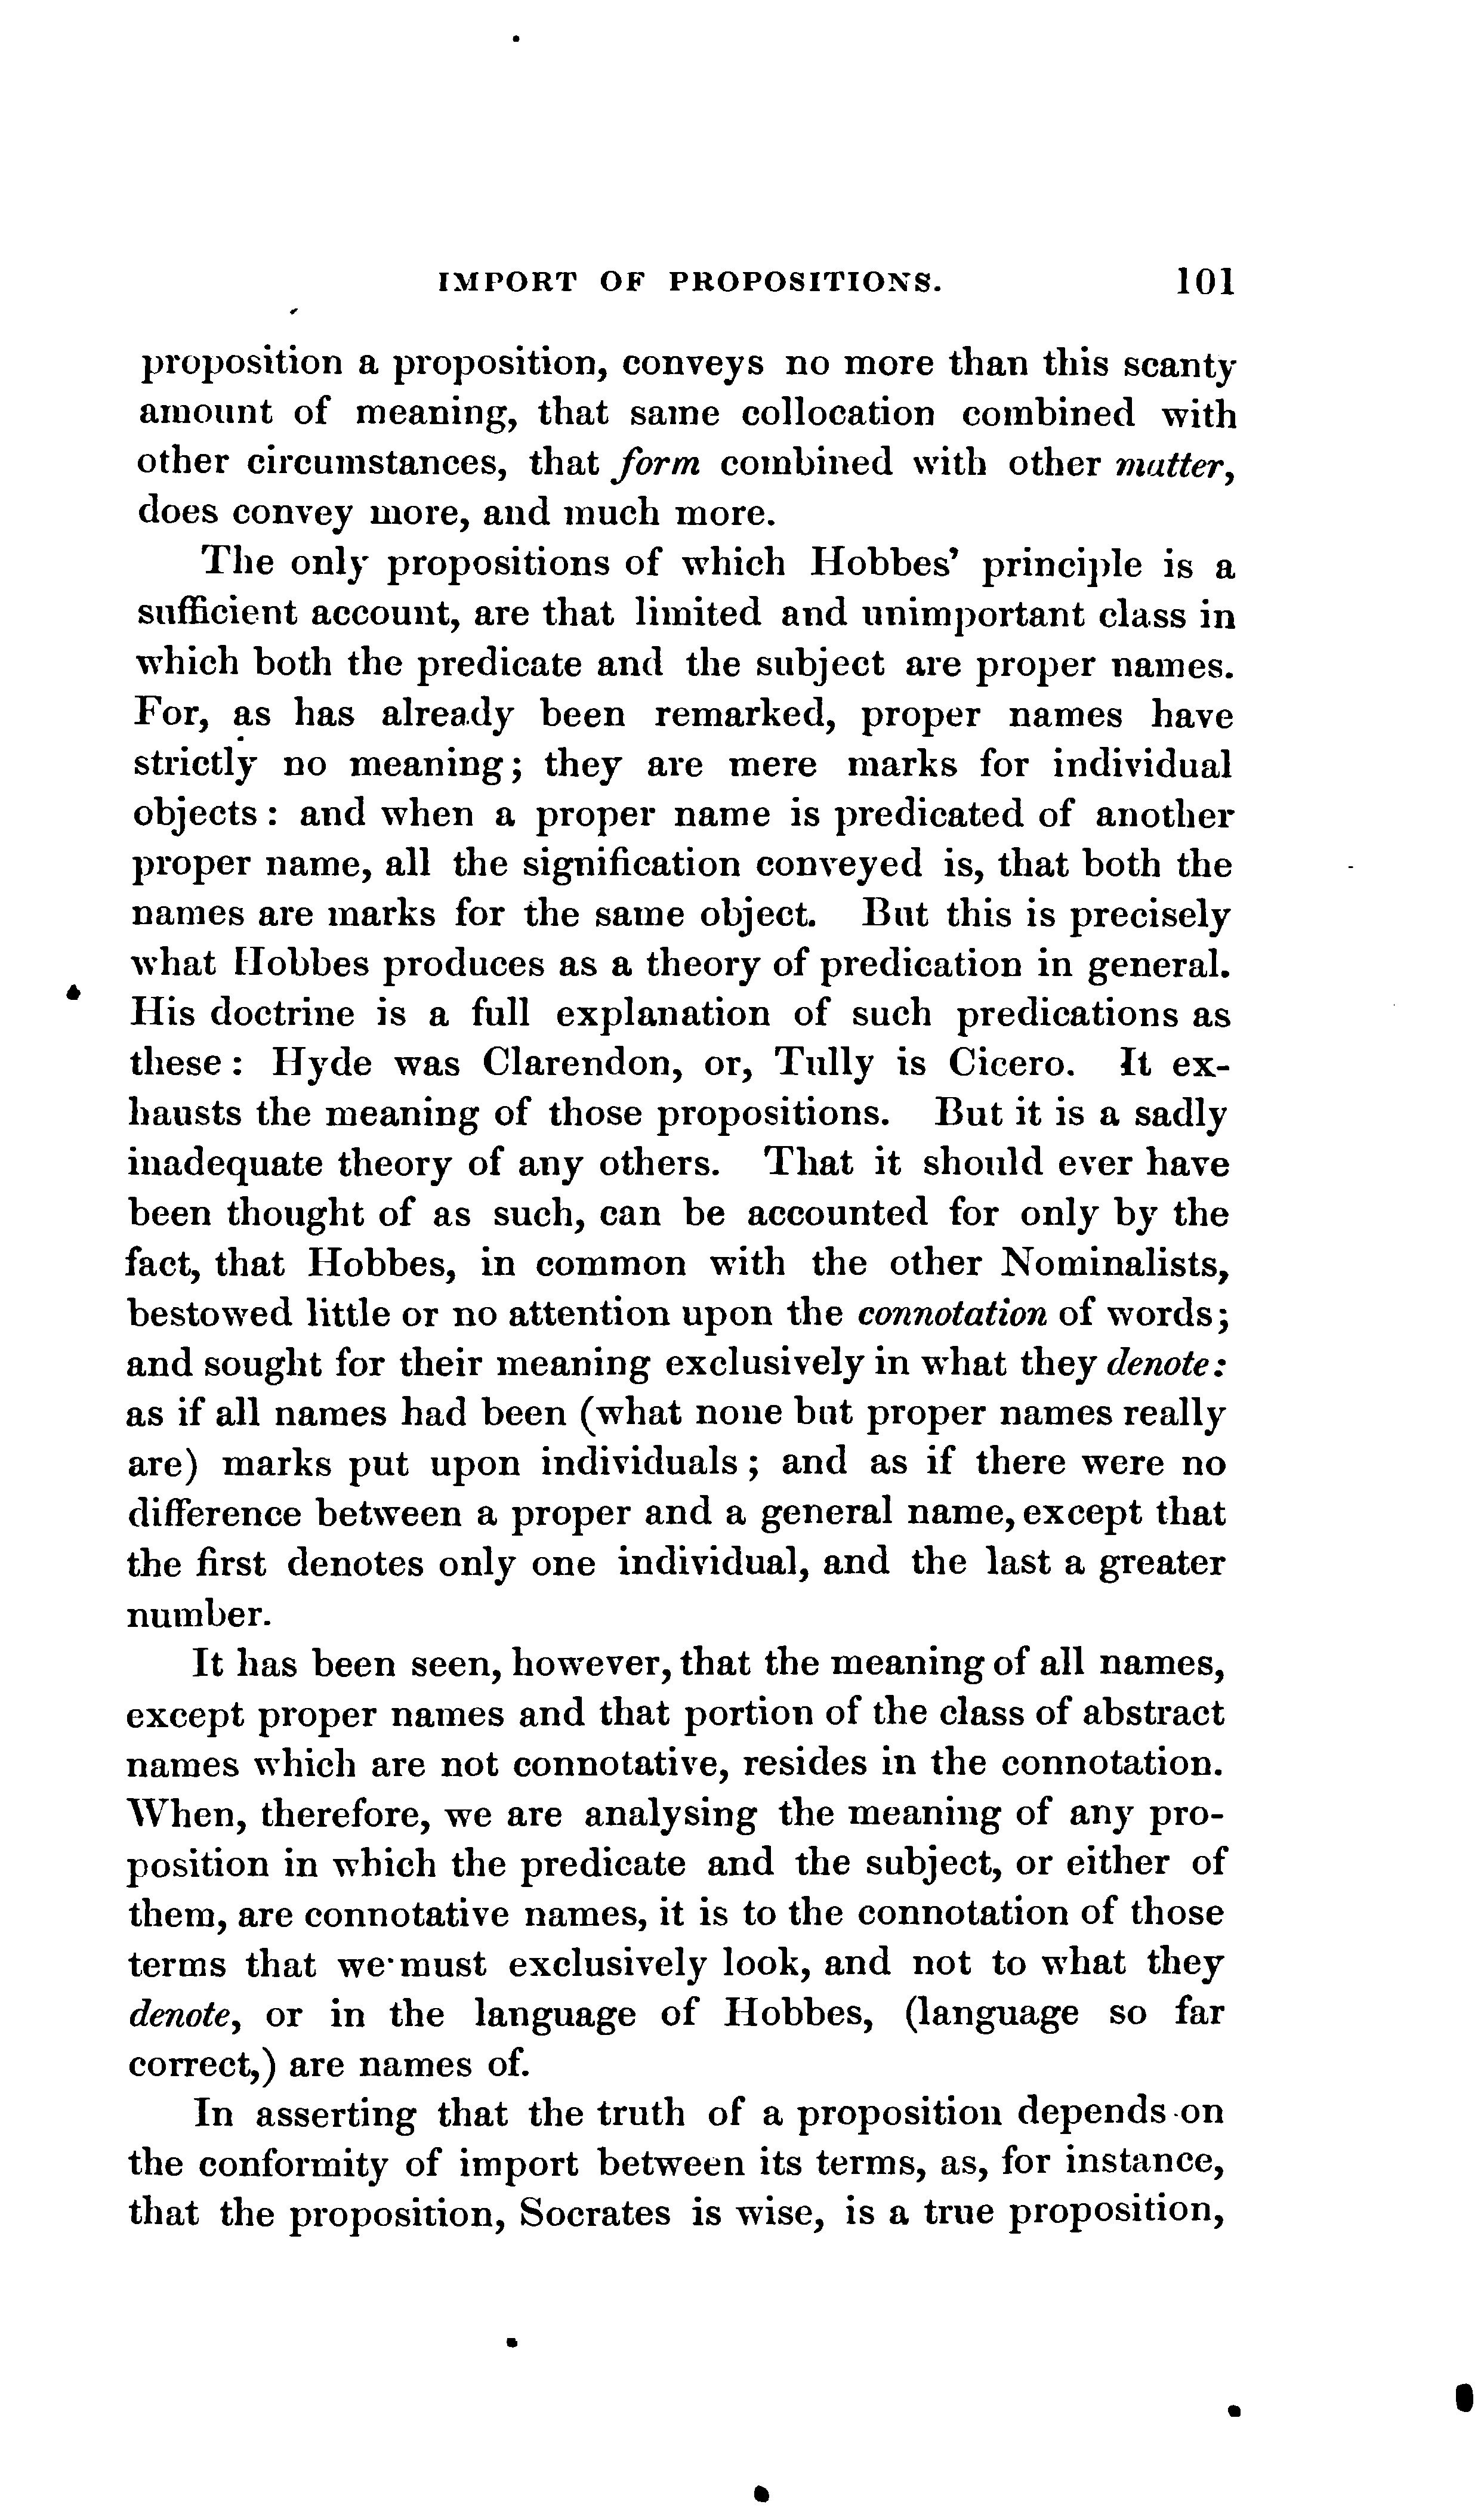 IMPORT OF PROPOSITIONS. 101
proposition a proposition, conveys no more than this scanty
amount of meaning, that same collocation combined with
other circumstances, that form combined with other matter,
does convey more, and much more.
The only propositions of which Hobbes' principle is a
sufficient account, are that limited and unimportant class in
which both the predicate and the subject are proper names.
For, as has already been remarked, proper names have
strictly no meaning; they are mere marks for individual
objects: and when a proper name is predicated of another
proper name, all the signification conveyed is, that both the
names are marks for the same object. But this is precisely
what Hobbes produces as a theory of predication in general.
His doctrine is a full explanation of such predications as
these: Hyde was Clarendon, or, Tully is Cicero. It ex-
hausts the meaning of those propositions. But it is a sadly
inadequate theory of any others. That it should ever have
been thought of as such, can be accounted for only by the
fact, that Hobbes, in common with the other Nominalists,
bestowed little or no attention upon the connotation of words;
and sought for their meaning exclusively in what they denote:
as if all names had been (what none but proper names really
are) marks put upon individuals; and as if there were no
difference between a proper and a general name, except that
the first denotes only one individual, and the last a greater
number.
It has been seen, however, that the meaning of all names,
except proper names and that portion of the class of abstract
names which are not connotative, resides in the connotation.
When, therefore, we are analysing the meaning of any pro-
position in which the predicate and the subject, or either of
them, are connotative names, it is to the connotation of those
terms that we must exclusively look, and not to what they
denote, or in the language of Hobbes, (language so far
correct,) are names of.
In asserting that the truth of a proposition depends on
the conformity of import between its terms, as, for instance,
that the proposition, Socrates is wise, is a true proposition,